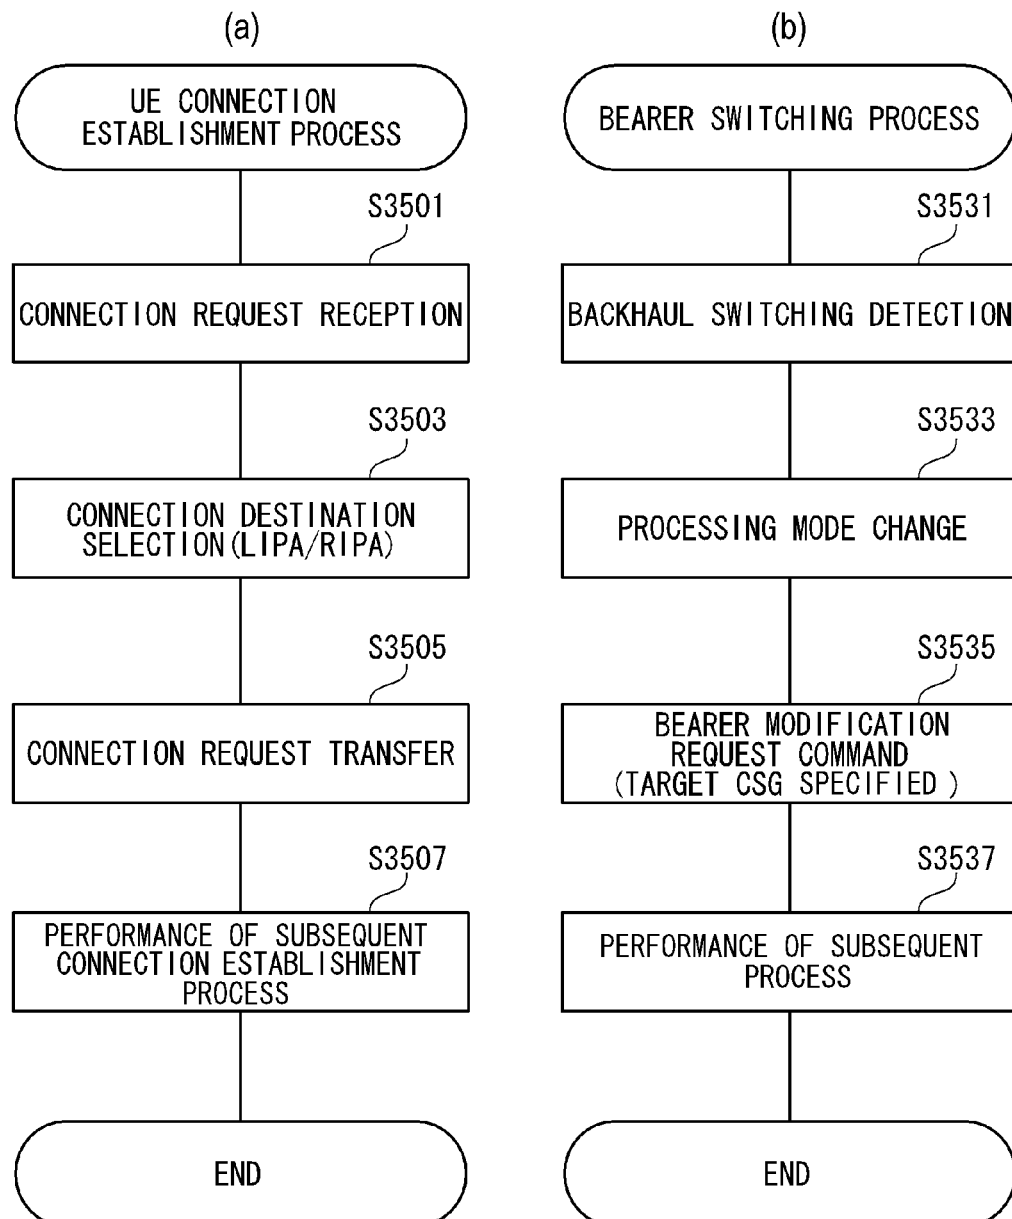 (a)
UE CONNECTION
ESTABLISHMENT PROCESS
S3501
CONNECTION REQUEST RECEPTION
S3503
CONNECTION DESTINATION
SELECTION(LIPA/RIPA)
S3505
CONNECTION REQUEST TRANSFER
S3507
PERFORMANCE OF SUBSEQUENT
CONNECTION ESTABLISHMENT
PROCESS
END
(b)
BEARER SWITCHING PROCESS
S3531
BACKHAUL SWITCHING DETECTION
S3533
PROCESSING MODE CHANGE
S3535
BEARER MODIFICATION
REQUEST COMMAND
(TARGET CSG SPECIFIED )
S3537
PERFORMANCE OF SUBSEQUENT
PROCESS
END